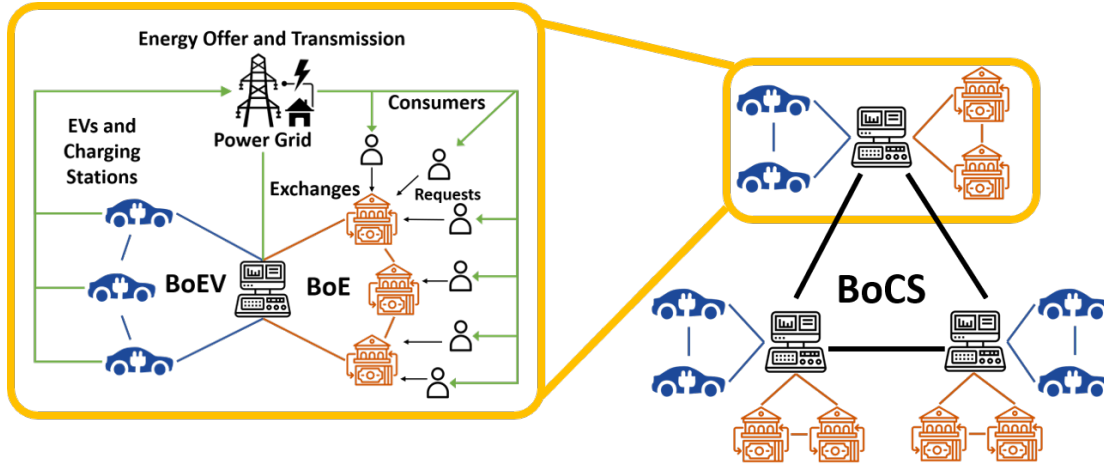 Energy Offer and Transmission
Consumers
EVs and
Charging
Stations
Power Grid
Exchanges
Requests
BoEV
BoE
BoCS